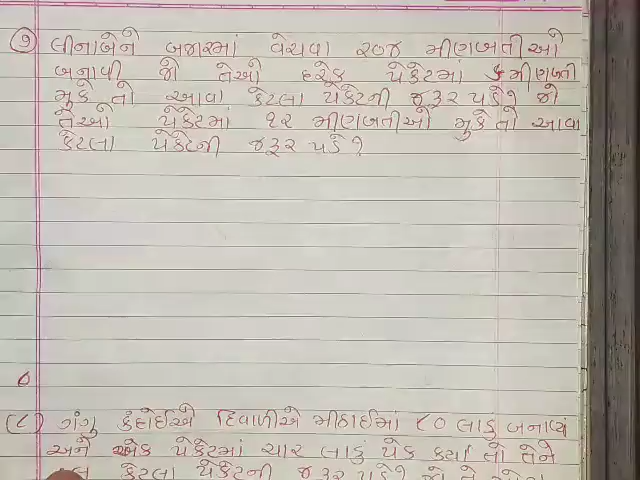 (૭) લીનાબેને બજારમાં વેચવા ૨૦૪ મીણબતીઓ
બનાવી જો તેઓ દરેક પેકેટમાં ૬ મીણબતી
મુકે તો આવા કેટલા પેકેટની જરૂર પડે? જો
તેઓ પેકેટમાં ૧૨ મીણબતીઓ મુકે તો આવા
કેટલા પેકેટની જરૂર પડે?
(૮) ગંગુ કંદોઈએ દિવાળીએ મીઠાઈમાં ૮૦ લાડુ બનાવ્યાં
અને એક પેકેટમાં ચાર લાડુ પેક કર્યા તો તેને
કેટલા પેકેટની જરૂર પડે? જો તે